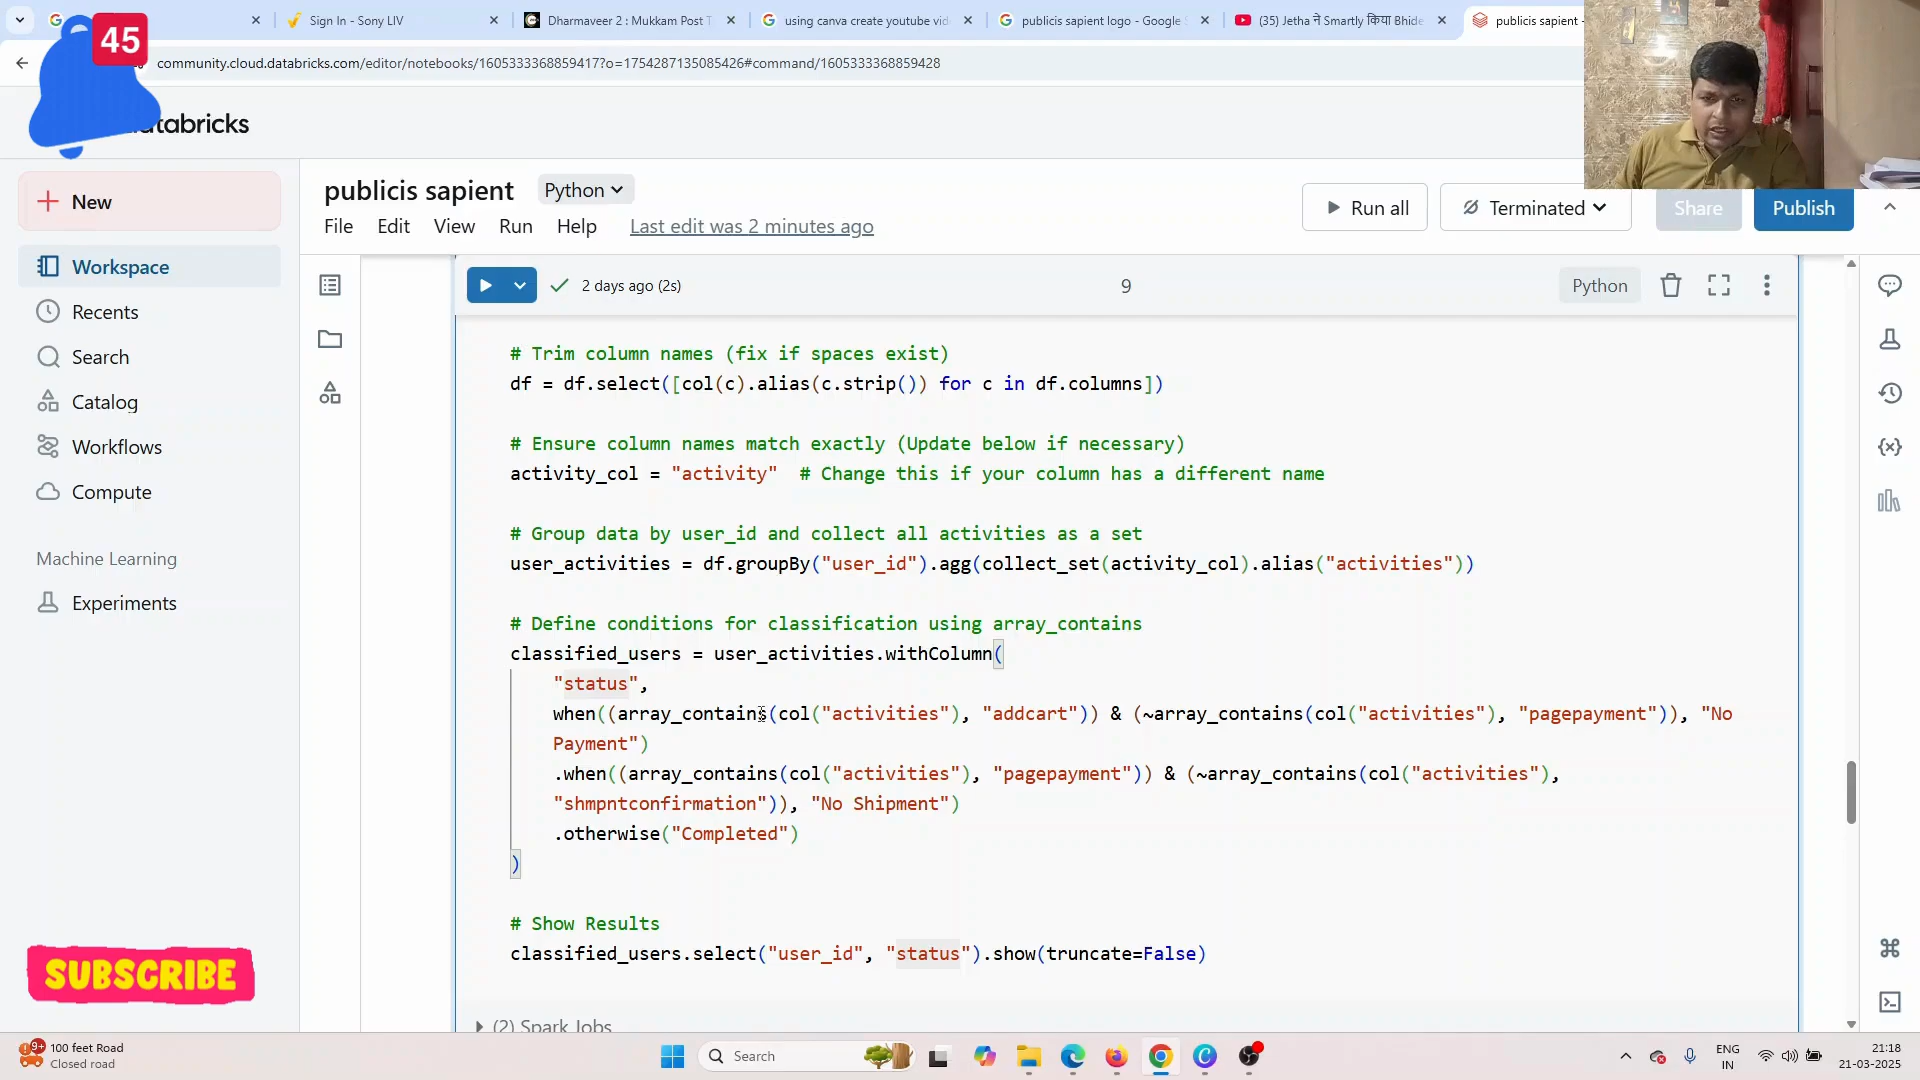 Sign In - Sony LIV
Dharmaveer 2 : Mukkam Post T
using canva create youtube vid
publicis sapient logo - Google S
(35) Jetha ने Smartly किया Bhide
publicis sapient -
45
community.cloud.databricks.com/editor/notebooks/1605333368859417?o=1754287135085426#command/1605333368859428
databricks
New
Workspace
Recents
Search
Catalog
Workflows
Compute
Machine Learning
Experiments
publicis sapient
Python
File Edit View Run Help Last edit was 2 minutes ago
Run all
Terminated
Share
Publish
2 days ago (2s)
9
Python
# Trim column names (fix if spaces exist)
df = df.select([col(c).alias(c.strip()) for c in df.columns])
# Ensure column names match exactly (Update below if necessary)
activity_col = "activity"  # Change this if your column has a different name
# Group data by user_id and collect all activities as a set
user_activities = df.groupBy("user_id").agg(collect_set(activity_col).alias("activities"))
# Define conditions for classification using array_contains
classified_users = user_activities.withColumn(
"status",
when((array_contains(col("activities"), "addcart")) & (~array_contains(col("activities"), "pagepayment")), "No
Payment")
.when((array_contains(col("activities"), "pagepayment")) & (~array_contains(col("activities"),
"shmpntconfirmation")), "No Shipment")
.otherwise("Completed")
)
# Show Results
classified_users.select("user_id", "status").show(truncate=False)
(2) Spark Jobs
SUBSCRIBE
9+
100 feet Road
Closed road
Search
ENG
IN
21:18
21-03-2025